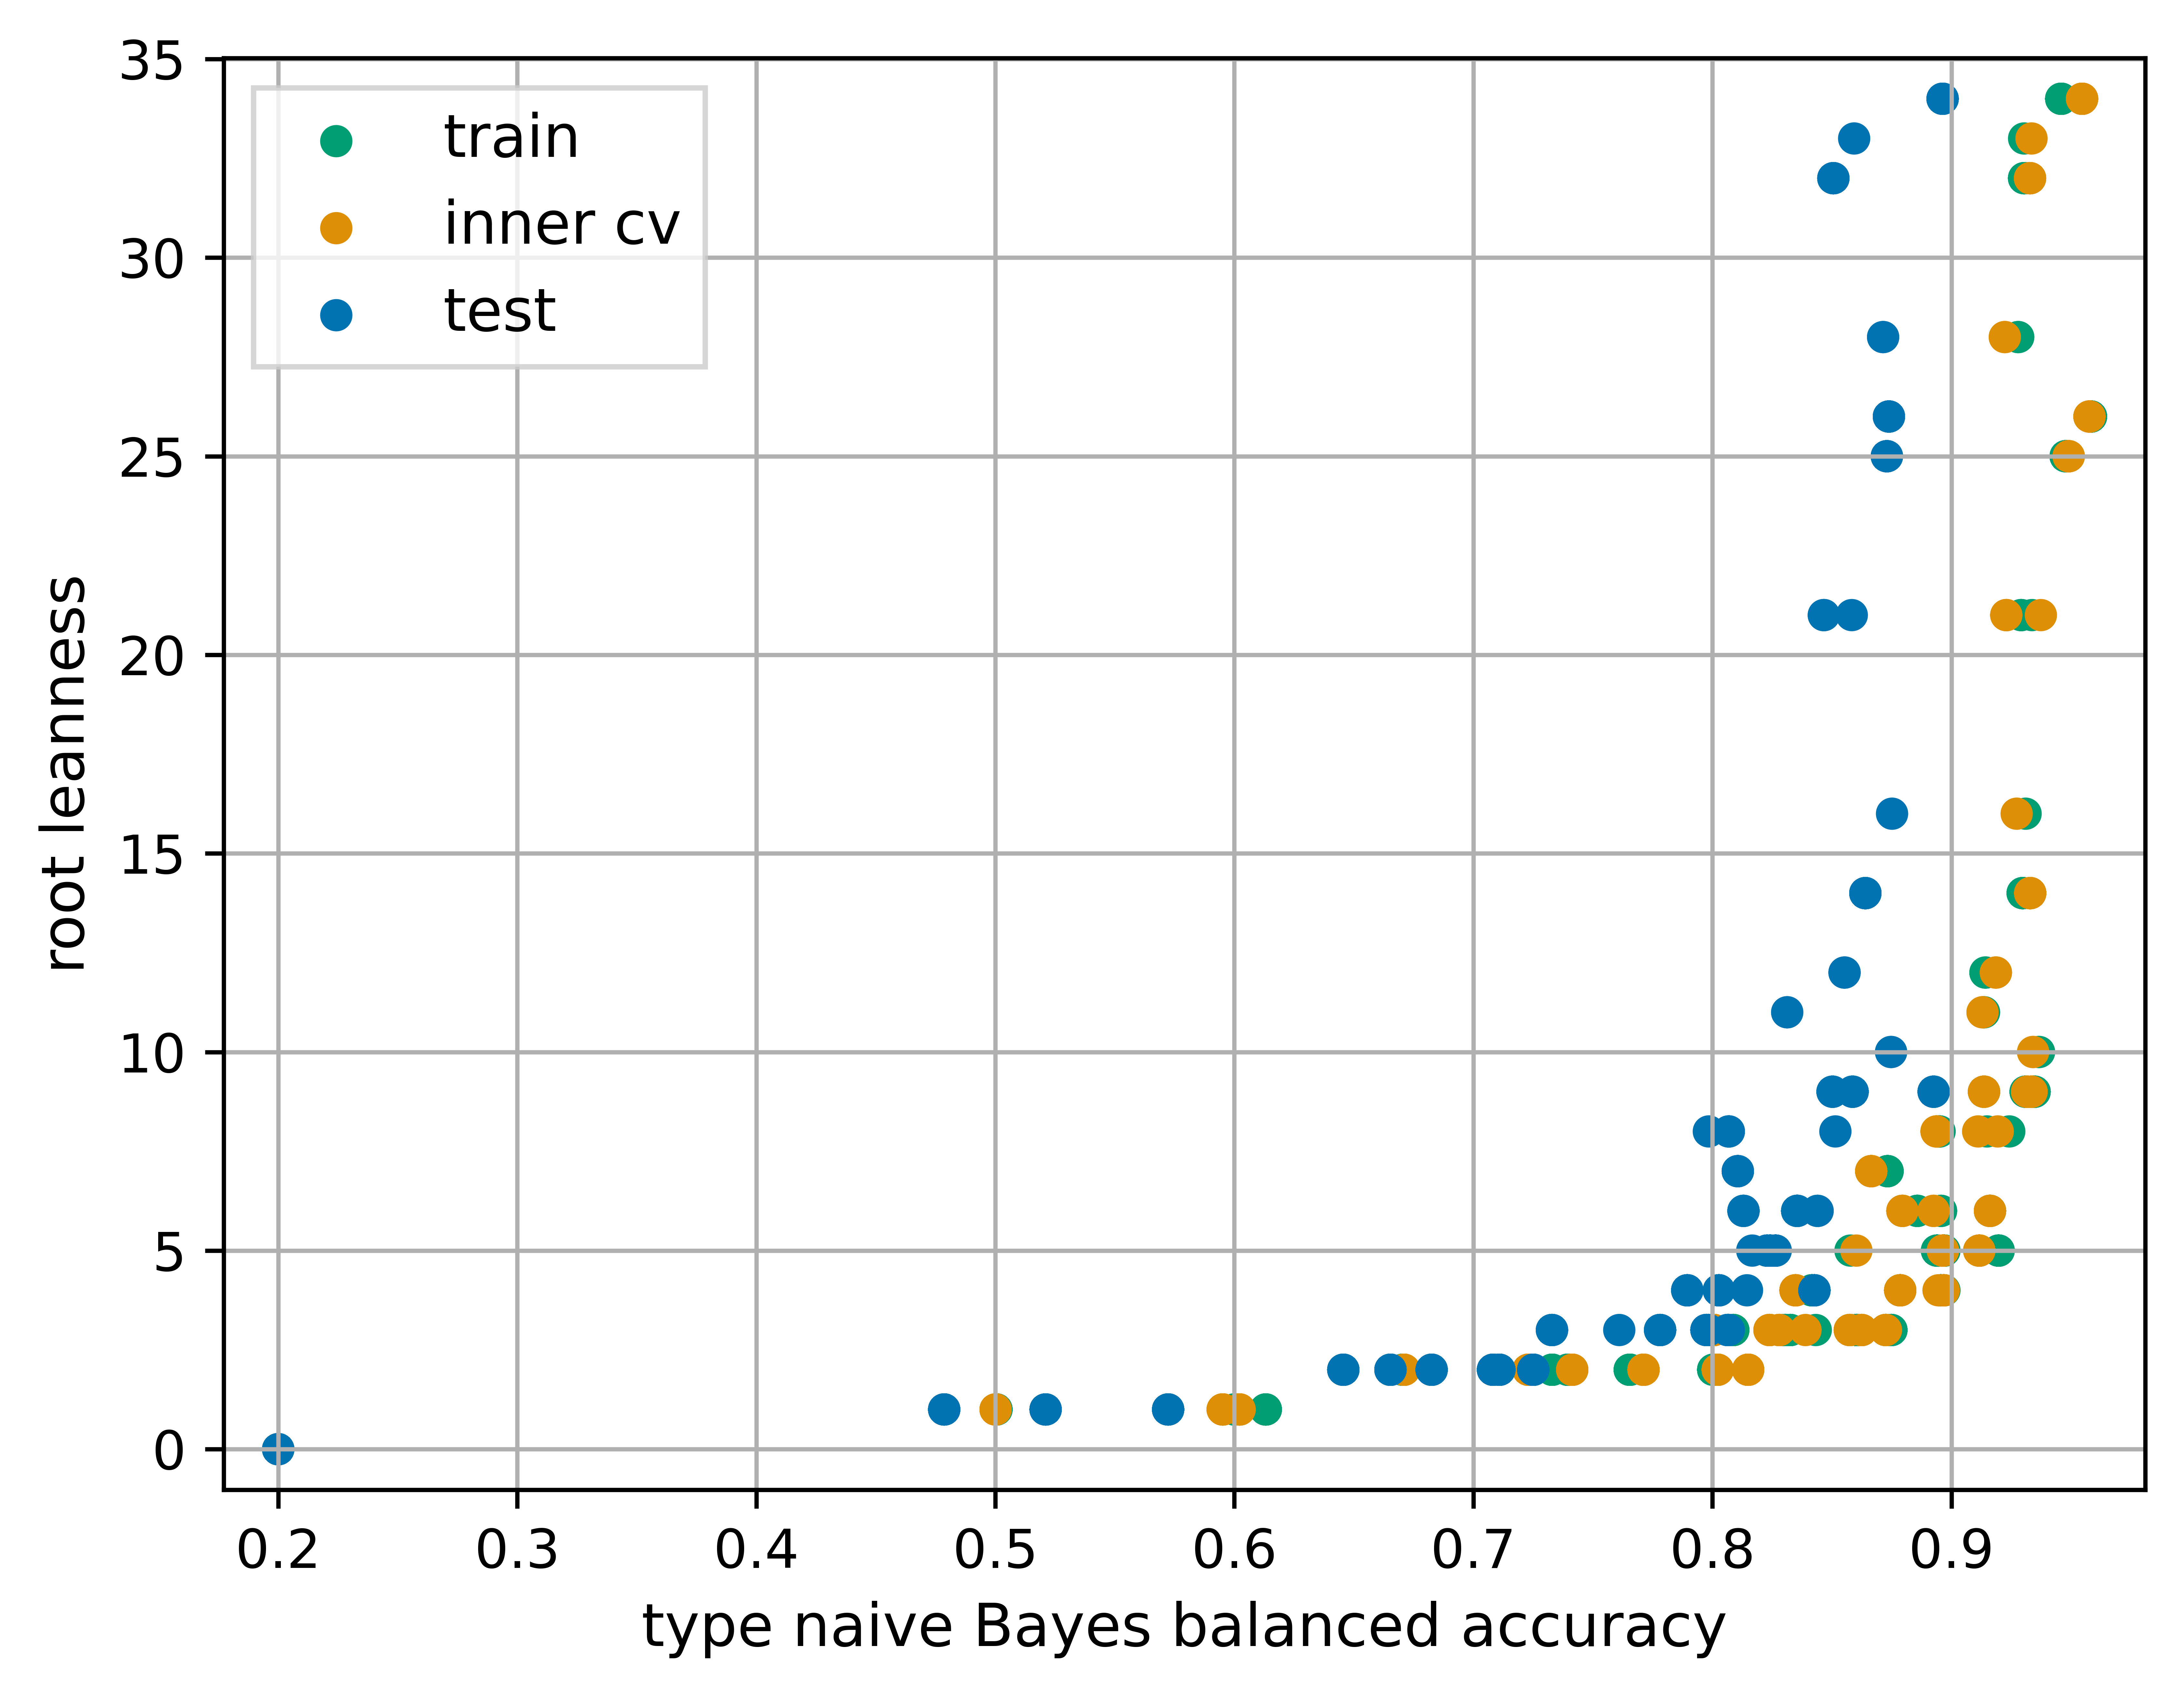 35
30
25
20
15
10
5
0
root leanness
train
inner cv
test
0.2 0.3 0.4 0.5 0.6 0.7 0.8 0.9
type naive Bayes balanced accuracy